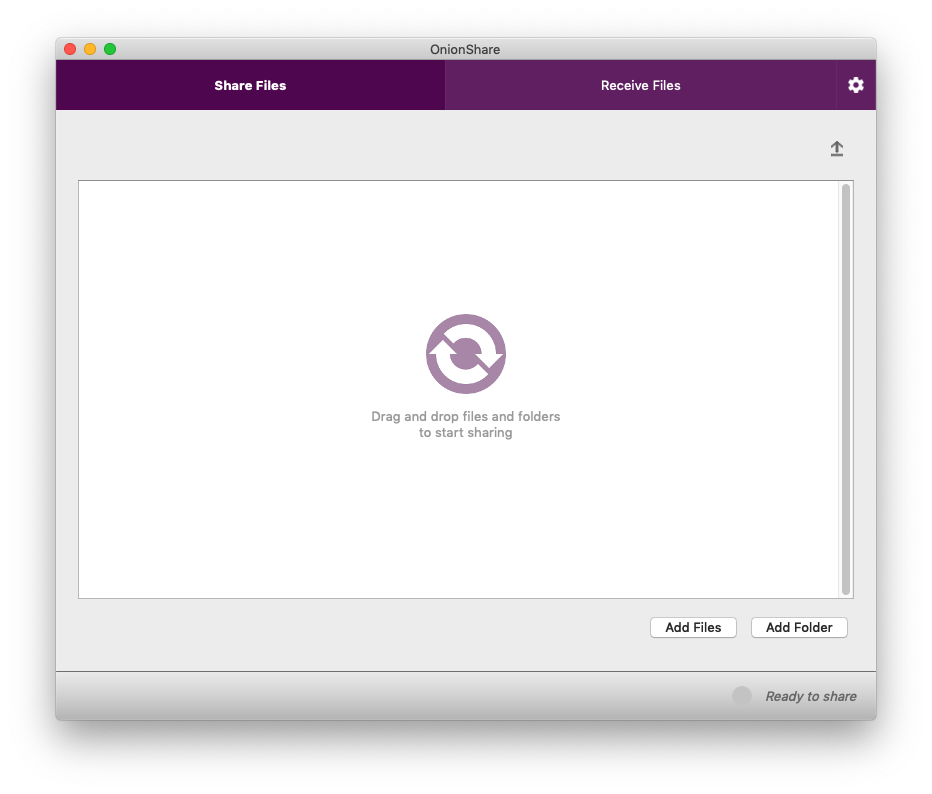 OnionShare
Share Files
Receive Files
Drag and drop files and folders
to start sharing
Add Files
Add Folder
Ready to share